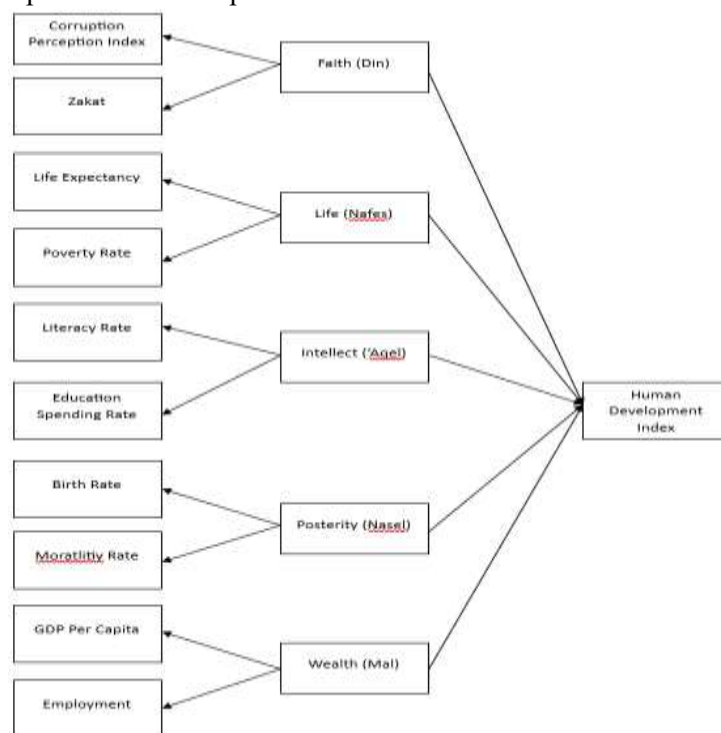 Corruption
Perception Index
Faith (Din)
Zakat
Life Expectancy
Life (Nafes)
Poverty Rate
Literacy Rate
Intellect ('Aqel)
Education
Spending Rate
Human
Development
Index
Birth Rate
Posterity (Nasel)
Moratlitiy Rate
GDP Per Capita
Wealth (Mal)
Employment